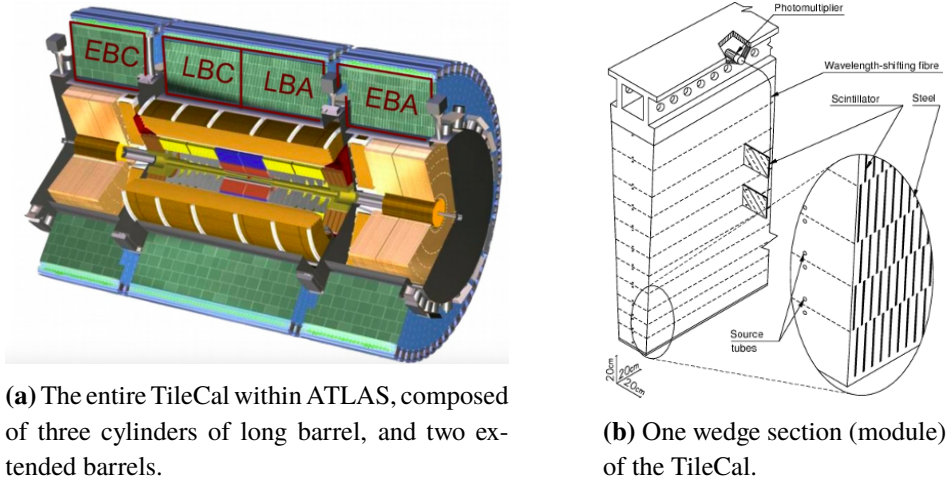 EBC
LBC
LBA
EBA
(a) The entire TileCal within ATLAS, composed
of three cylinders of long barrel, and two ex-
tended barrels.
Photomultiplier
Wavelength-shifting fibre
Scintillator
Steel
Source
tubes
20cm
20cm
20cm
(b) One wedge section (module)
of the TileCal.